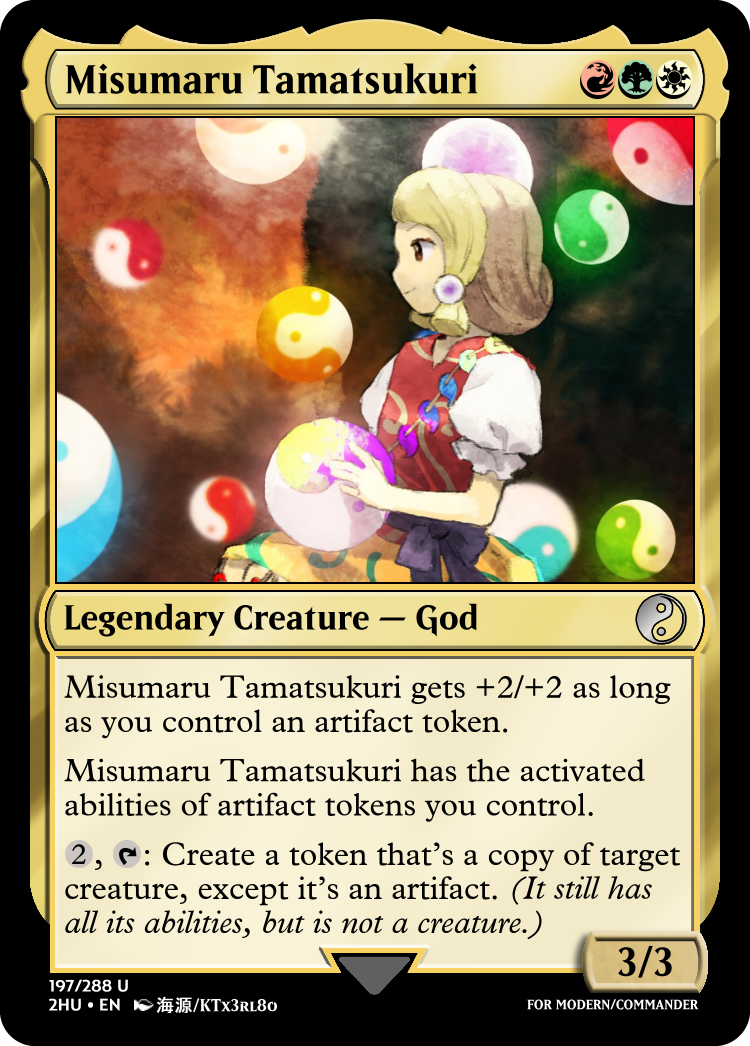 Misumaru Tamatsukuri
Legendary Creature — God
Misumaru Tamatsukuri gets +2/+2 as long
as you control an artifact token.
Misumaru Tamatsukuri has the activated
abilities of artifact tokens you control.
2, : Create a token that's a copy of target
creature, except it's an artifact. (It still has
all its abilities, but is not a creature.)
3/3
197/288 U
2HU • EN 海源/KTx3RL8O
FOR MODERN/COMMANDER